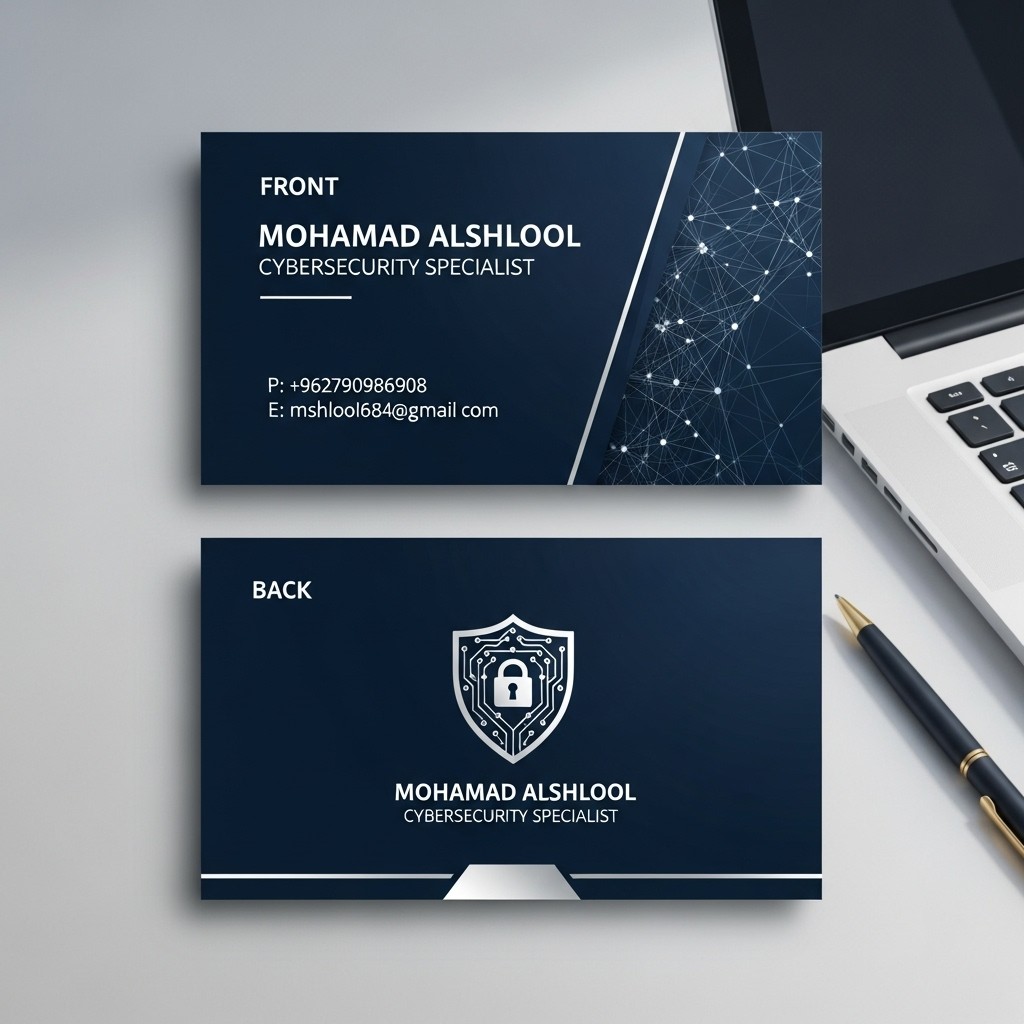 FRONT
MOHAMAD ALSHLOOL
CYBERSECURITY SPECIALIST
P: +962790986908
E: mshlool684@gmail com
BACK
MOHAMAD ALSHLOOL
CYBERSECURITY SPECIALIST